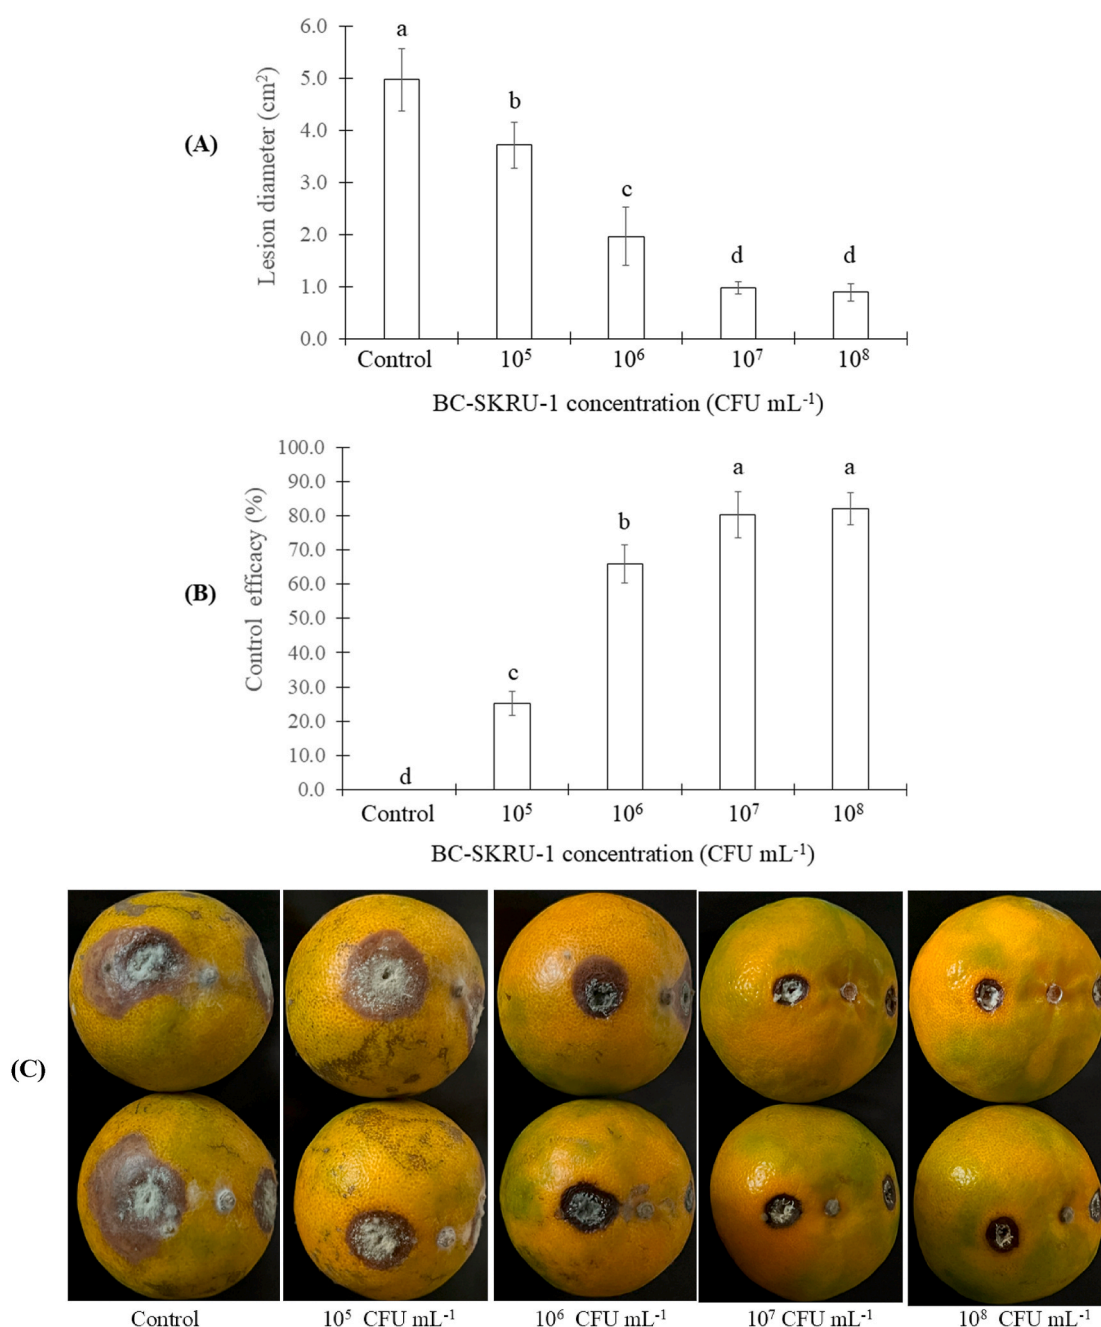 (A)
Lesion diameter (cm²)
6.0
5.0
4.0
3.0
2.0
1.0
0.0
a
b
c
d
d
Control 10⁵ 10⁶ 10⁷ 10⁸
BC-SKRU-1 concentration (CFU mL⁻¹)
(B)
Control efficacy (%)
100.0
90.0
80.0
70.0
60.0
50.0
40.0
30.0
20.0
10.0
0.0
d
c
b
a
a
Control 10⁵ 10⁶ 10⁷ 10⁸
BC-SKRU-1 concentration (CFU mL⁻¹)
(C)
Control 10⁵ CFU mL⁻¹ 10⁶ CFU mL⁻¹ 10⁷ CFU mL⁻¹ 10⁸ CFU mL⁻¹